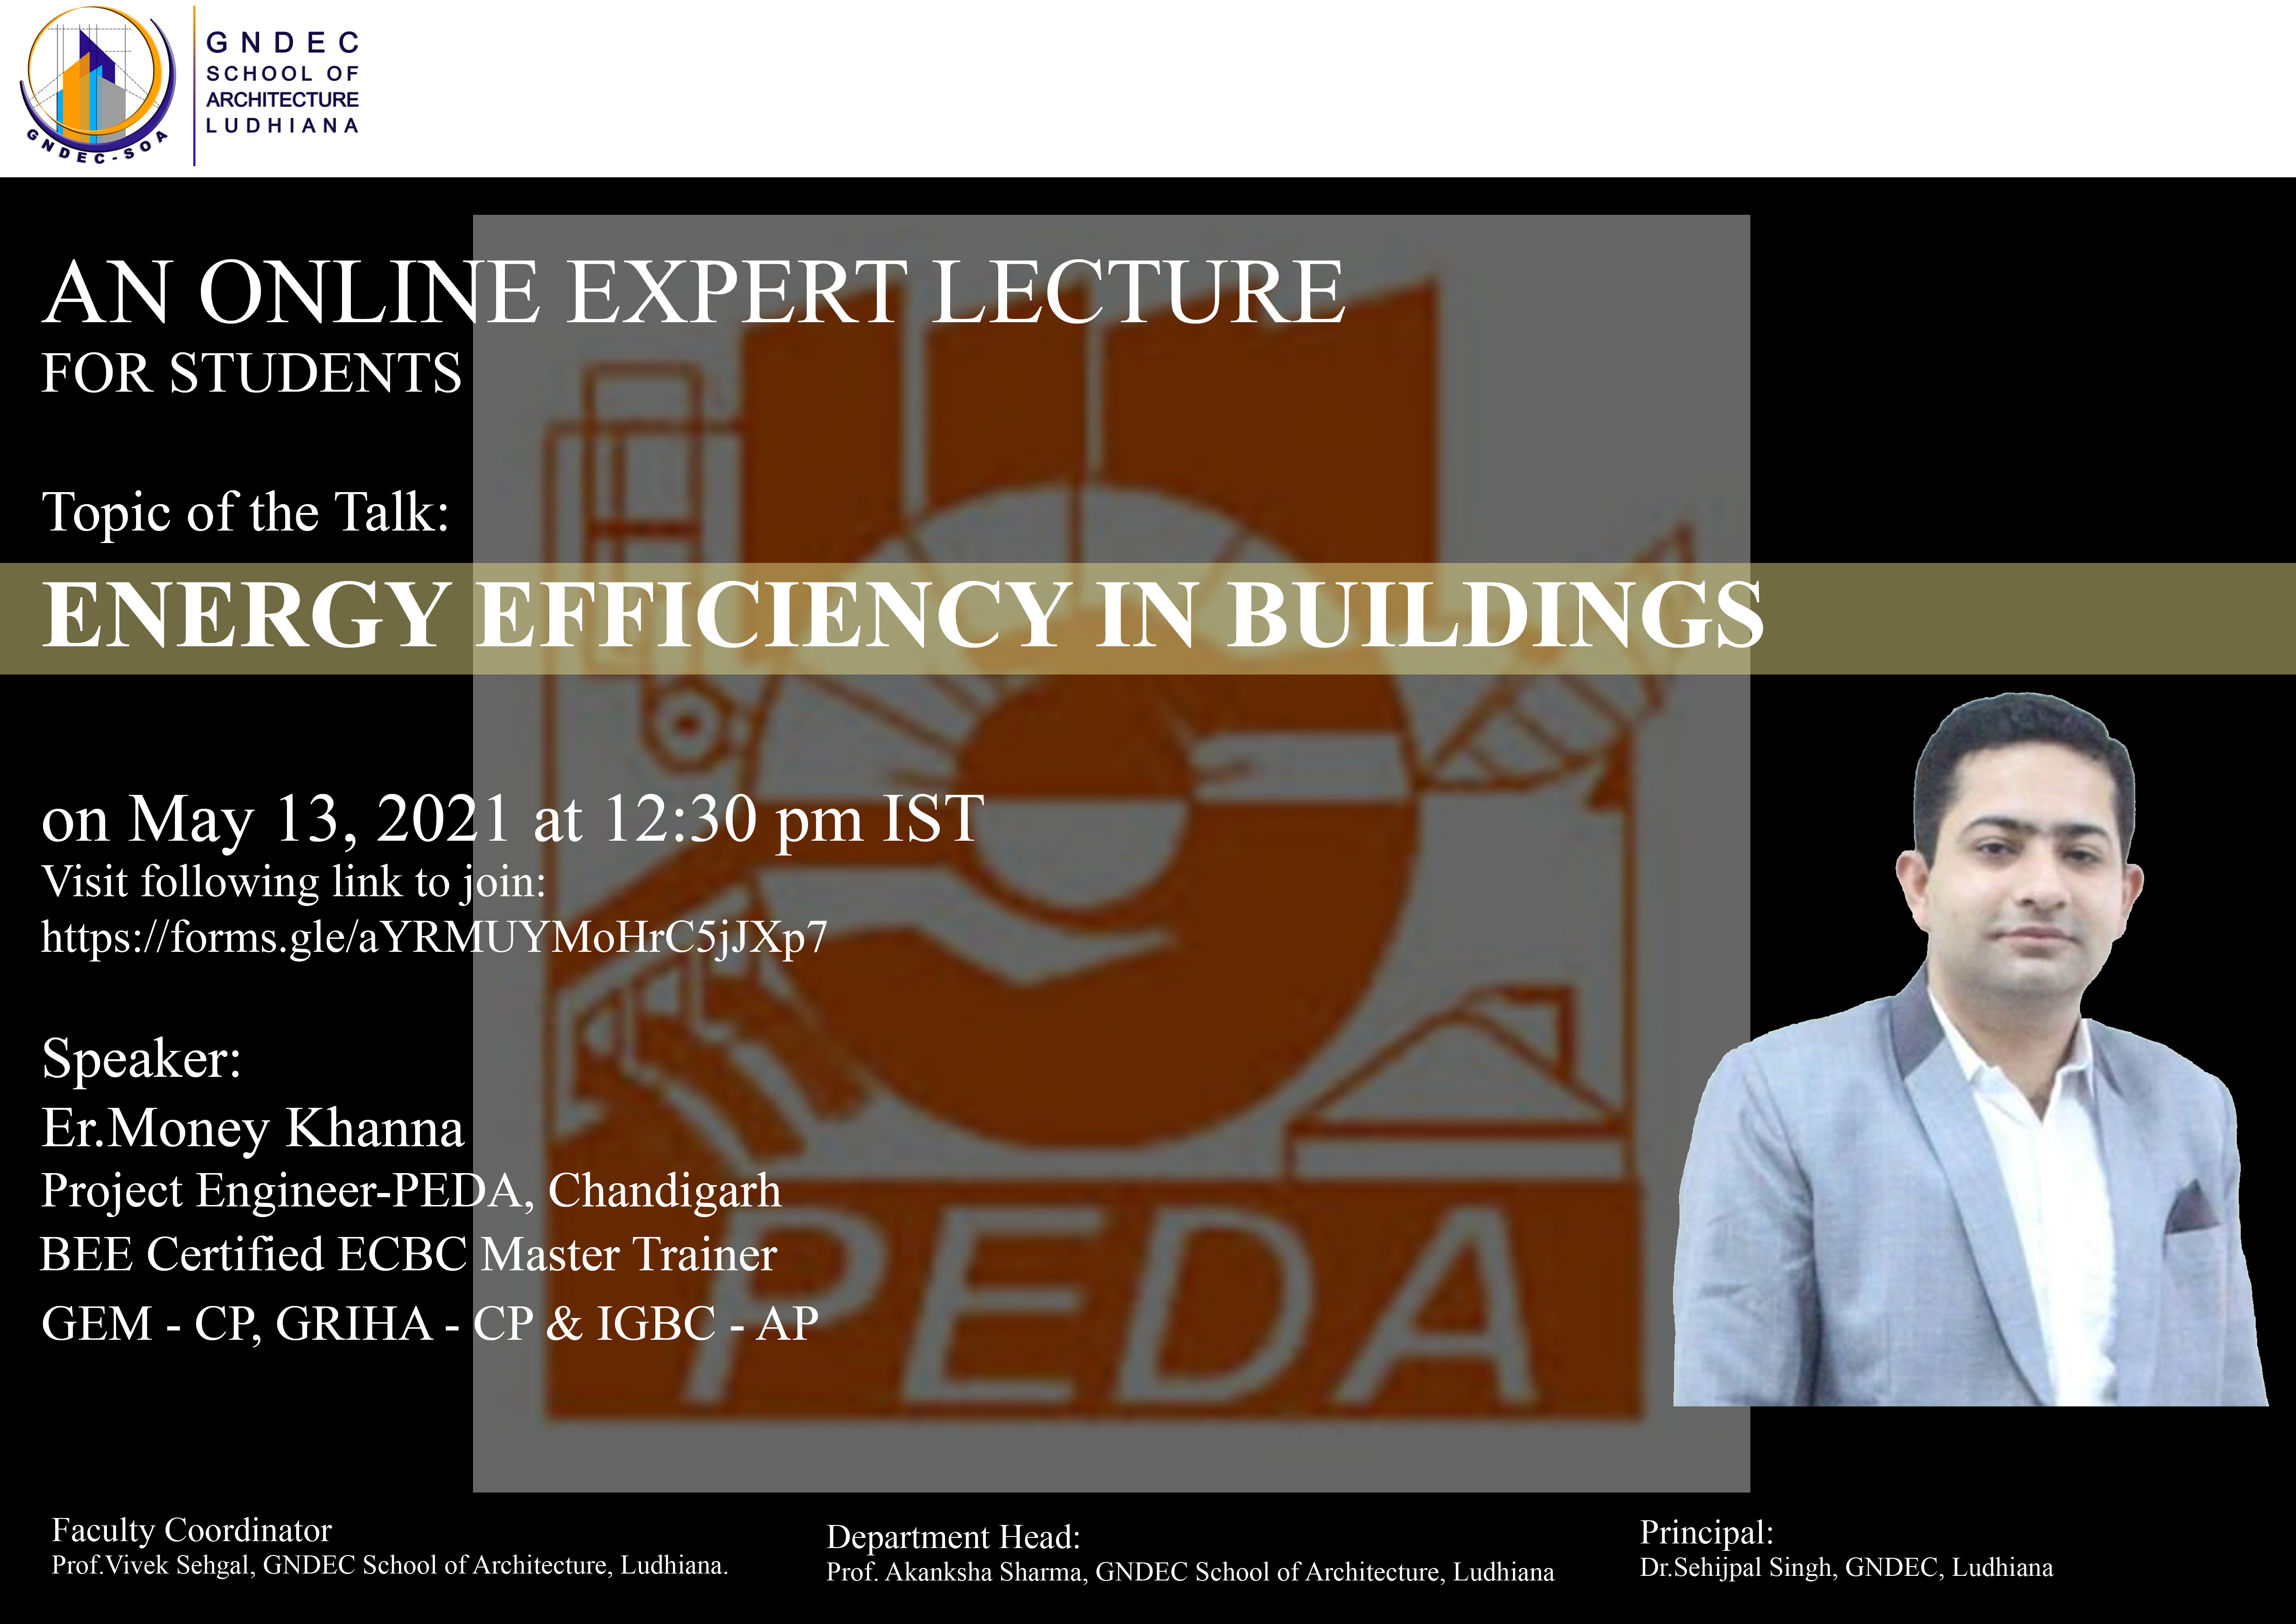 GNDEC
SCHOOL OF
ARCHITECTURE
LUDHIANA
GNDEC-SOA
AN ONLINE EXPERT LECTURE
FOR STUDENTS
Topic of the Talk:
ENERGY EFFICIENCY IN BUILDINGS
on May 13, 2021 at 12:30 pm IST
Visit following link to join:
https://forms.gle/aYRMUYMoHrC5jJXp7
Speaker:
Er.Money Khanna
Project Engineer-PEDA, Chandigarh
BEE Certified ECBC Master Trainer
GEM - CP, GRIHA - CP & IGBC - AP
PEDA
Faculty Coordinator
Prof.Vivek Sehgal, GNDEC School of Architecture, Ludhiana.
Department Head:
Prof. Akanksha Sharma, GNDEC School of Architecture, Ludhiana
Principal:
Dr.Sehijpal Singh, GNDEC, Ludhiana